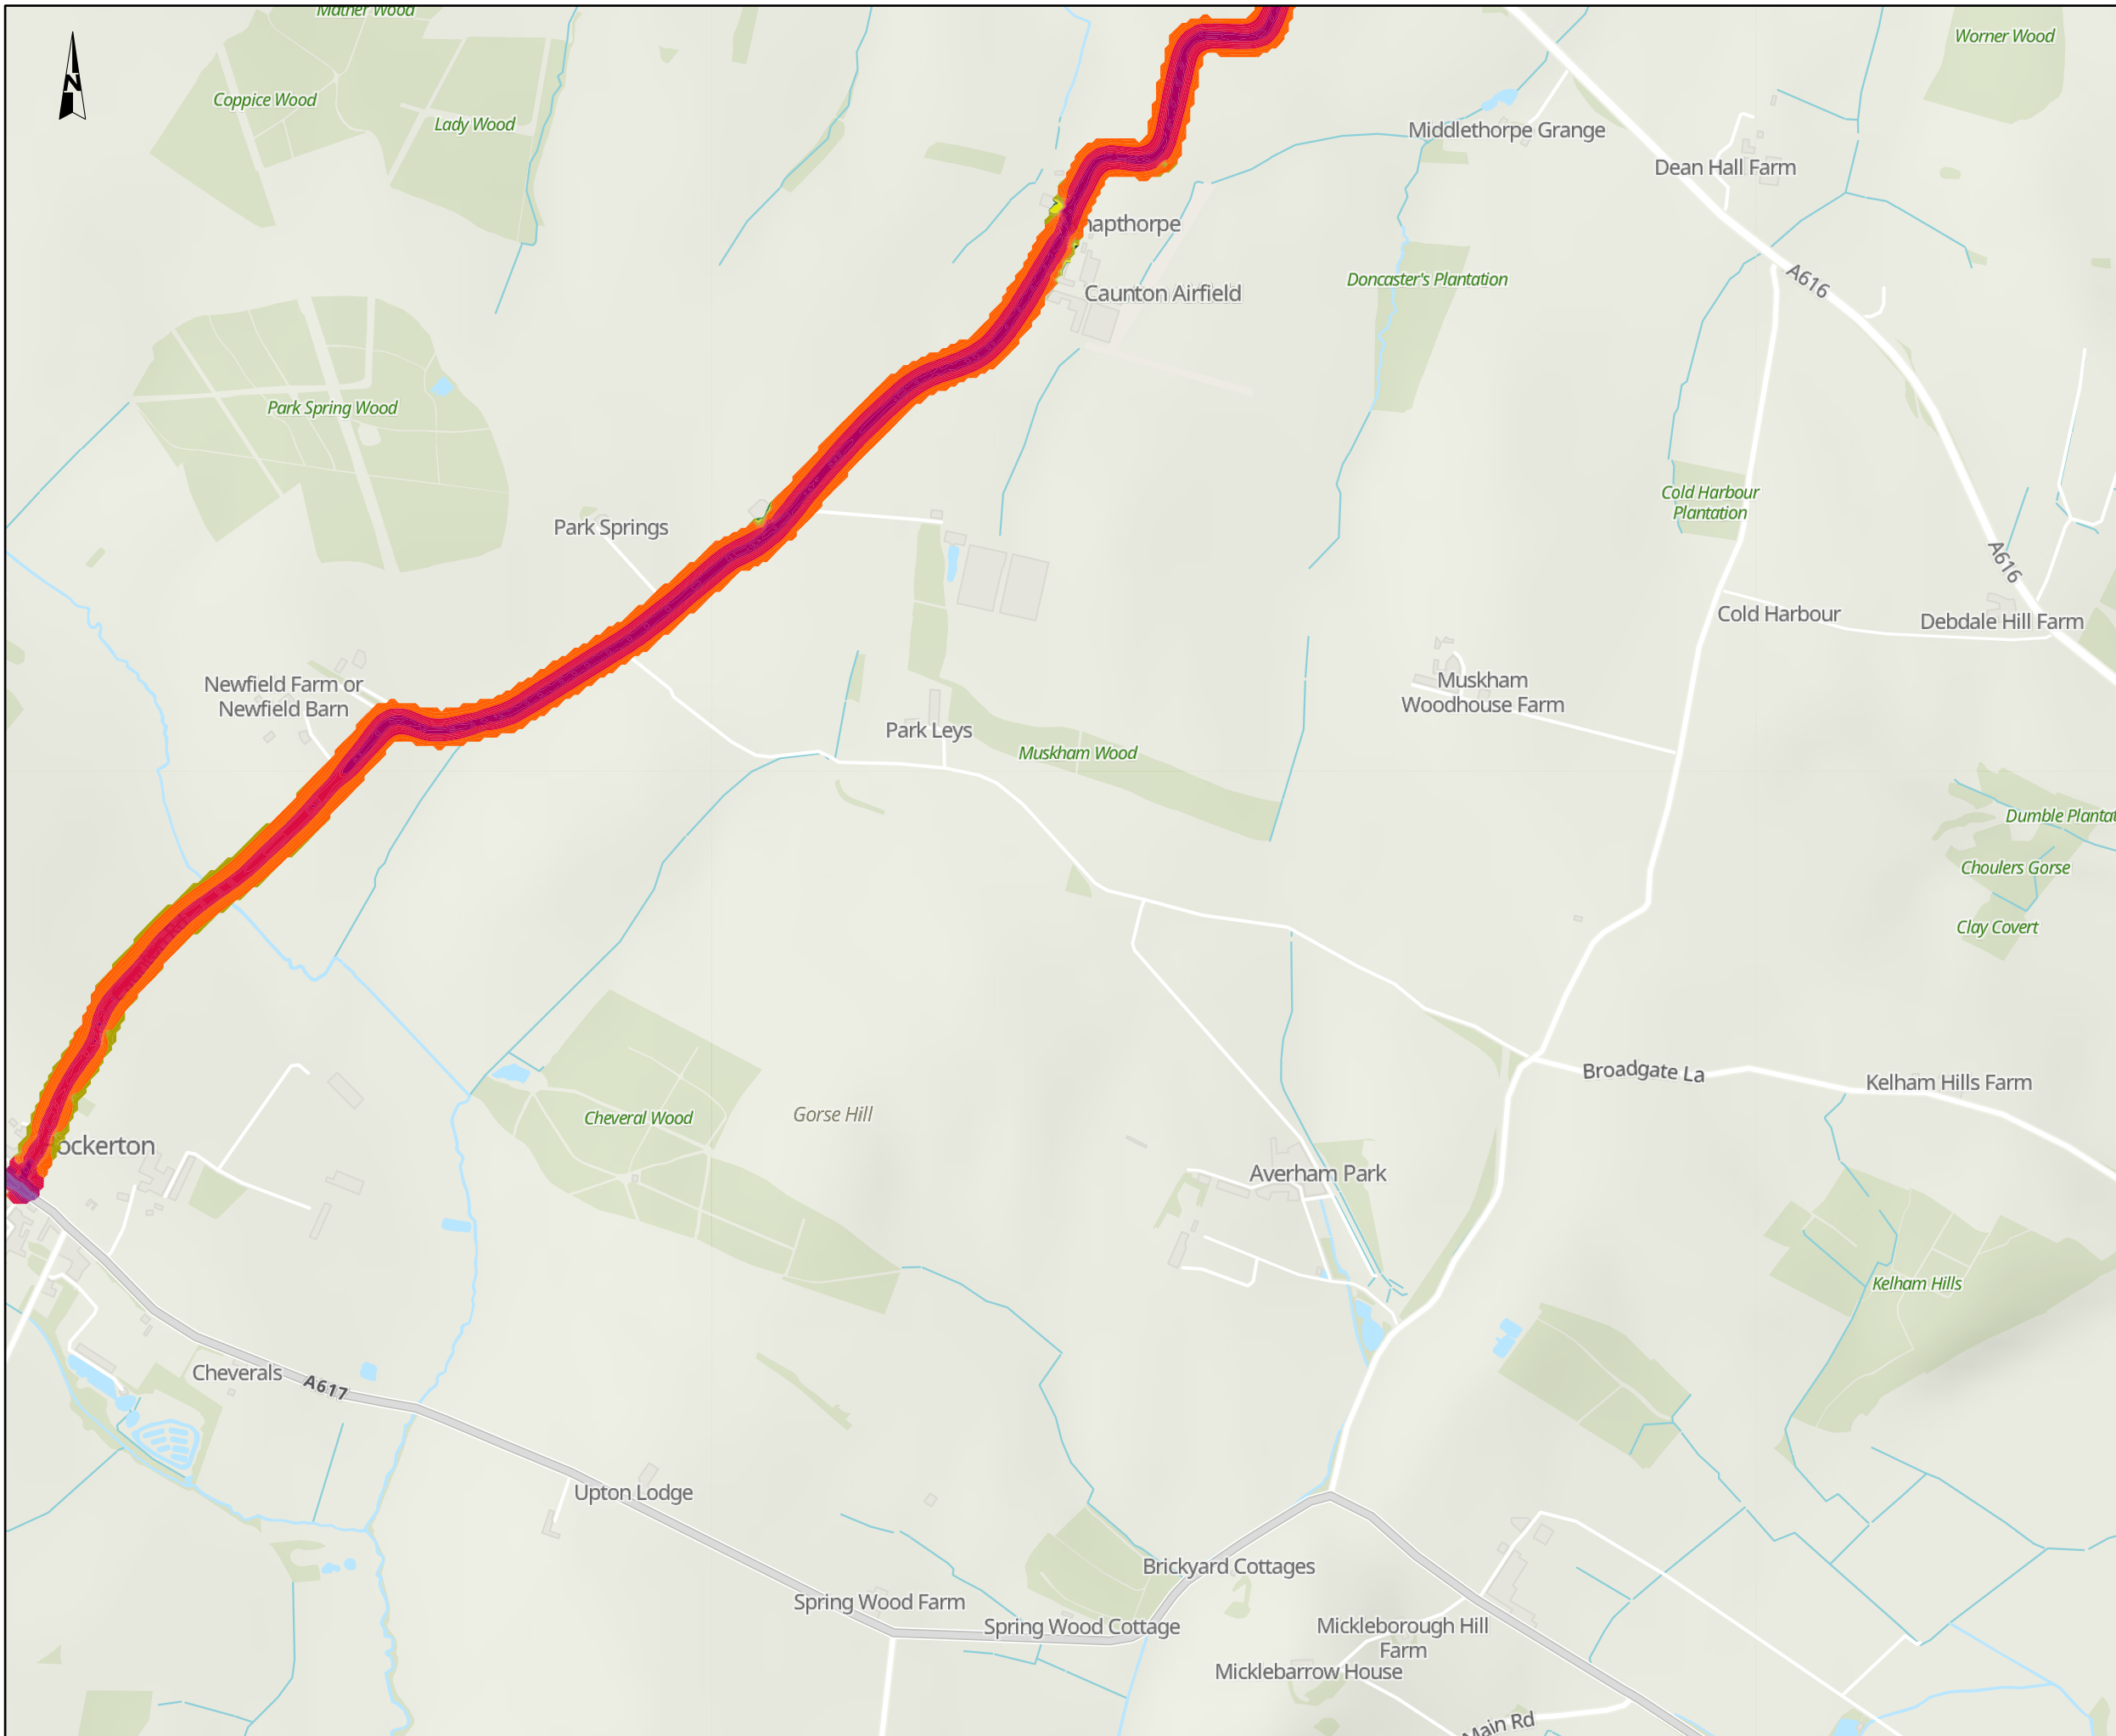 Mather Wood
Worner Wood
N
Coppice Wood
Lady Wood
Middlethorpe Grange
Dean Hall Farm
napthorpe
Doncaster's Plantation
A616
Caunton Airfield
Park Spring Wood
Cold Harbour
Plantation
Park Springs
A616
Cold Harbour
Debdale Hill Farm
Newfield Farm or
Newfield Barn
Muskham
Woodhouse Farm
Park Leys
Muskham Wood
Dumble Plantat
Choulers Gorse
Clay Covert
Broadgate La
Kelham Hills Farm
Cheveral Wood
Gorse Hill
ockerton
Averham Park
Kelham Hills
Cheverals
A617
Upton Lodge
Brickyard Cottages
Spring Wood Farm
Spring Wood Cottage
Mickleborough Hill
Farm
Micklebarrow House
Main Rd